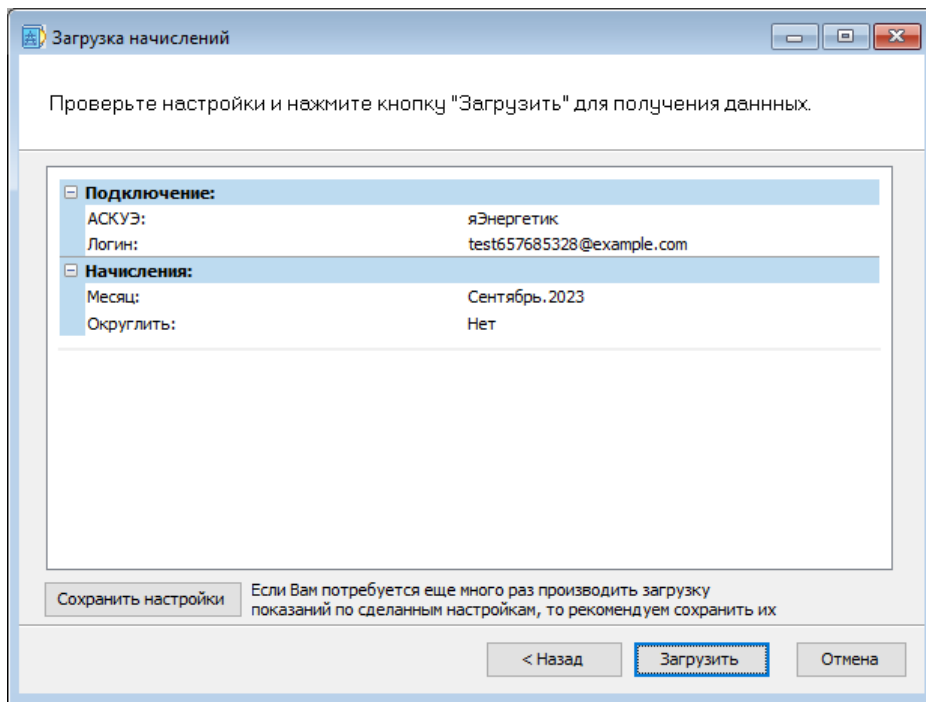 Загрузка начислений
Проверьте настройки и нажмите кнопку "Загрузить" для получения даннных.
Подключение:
АСКУЭ: яЭнергетик
Логин: test657685328@example.com
Начисления:
Месяц: Сентябрь.2023
Округлить: Нет
Сохранить настройки
Если Вам потребуется еще много раз производить загрузку
показаний по сделанным настройкам, то рекомендуем сохранить их
< Назад Загрузить Отмена